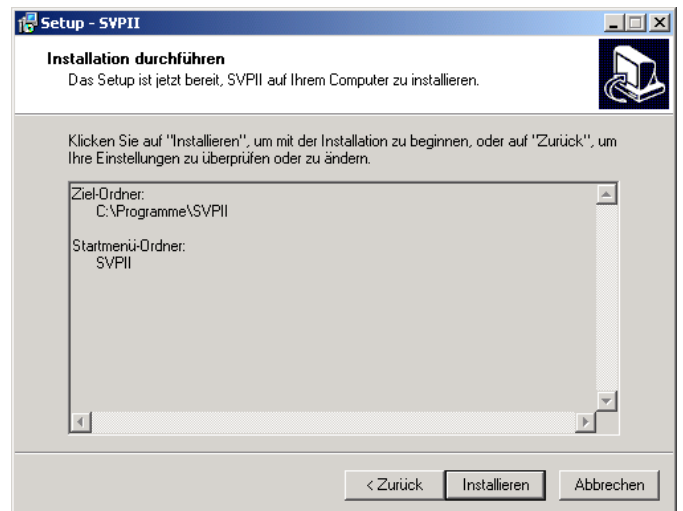 Setup - SVPII
Installation durchführen
Das Setup ist jetzt bereit, SVPII auf Ihrem Computer zu installieren.
Klicken Sie auf "Installieren", um mit der Installation zu beginnen, oder auf "Zurück", um
Ihre Einstellungen zu überprüfen oder zu ändern.
Ziel-Ordner:
C:\Programme\SVPII
Startmenü-Ordner:
SVPII
< Zurück
Installieren
Abbrechen